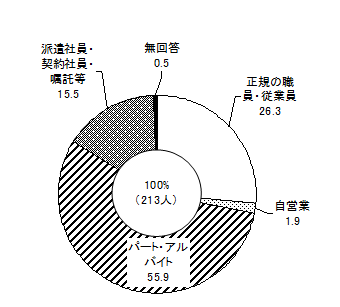 無回答
0.5
正規の職
員・従業員
26.3
自営業
1.9
パート・アル
バイト
55.9
派遣社員・
契約社員・
嘱託等
15.5
100%
（213人）